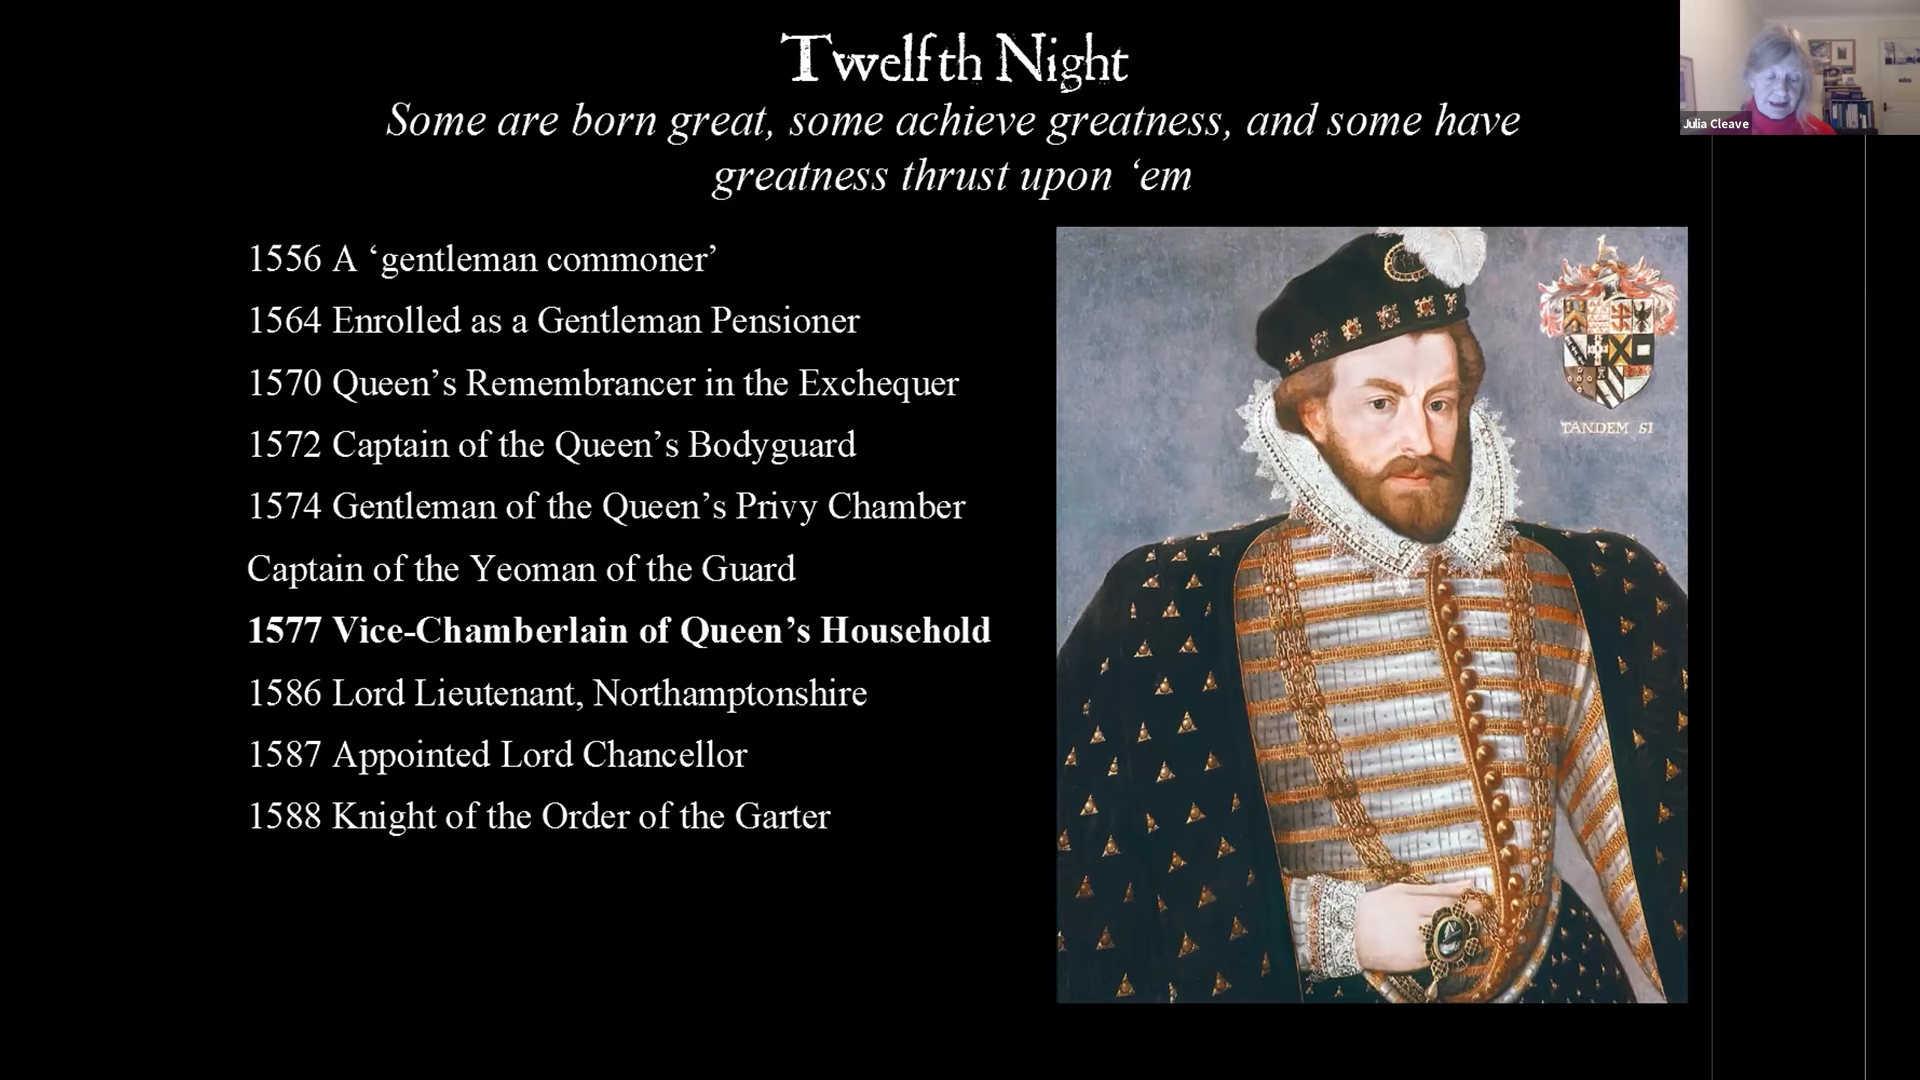 Twelfth Night
Some are born great, some achieve greatness, and some have
greatness thrust upon ‘em
Julia Cleave
1556 A ‘gentleman commoner’
1564 Enrolled as a Gentleman Pensioner
1570 Queen’s Remembrancer in the Exchequer
1572 Captain of the Queen’s Bodyguard
1574 Gentleman of the Queen’s Privy Chamber
Captain of the Yeoman of the Guard
1577 Vice-Chamberlain of Queen’s Household
1586 Lord Lieutenant, Northamptonshire
1587 Appointed Lord Chancellor
1588 Knight of the Order of the Garter
TANDEM SI